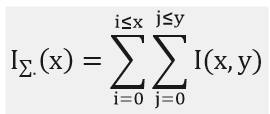 I_Σ.(x) = ∑_{i=0}^{i≤x} ∑_{j=0}^{j≤y} I(x, y)